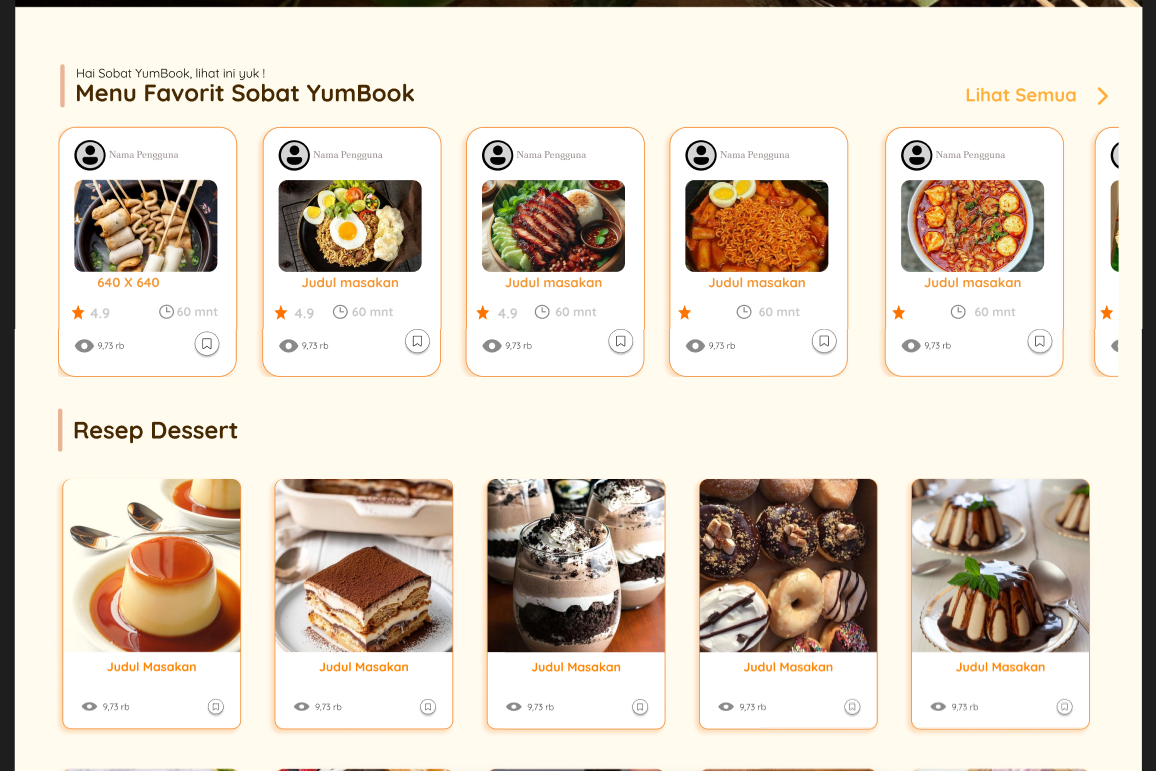 Hai Sobat YumBook, lihat ini yuk !
Menu Favorit Sobat YumBook
Lihat Semua
Nama Pengguna
640 X 640
4.9 60 mnt
9,73 rb
Nama Pengguna
Judul masakan
4.9 60 mnt
9,73 rb
Nama Pengguna
Judul masakan
4.9 60 mnt
9,73 rb
Nama Pengguna
Judul masakan
60 mnt
9,73 rb
Nama Pengguna
Judul masakan
60 mnt
9,73 rb
Resep Dessert
Judul Masakan
9,73 rb
Judul Masakan
9,73 rb
Judul Masakan
9,73 rb
Judul Masakan
9,73 rb
Judul Masakan
9,73 rb